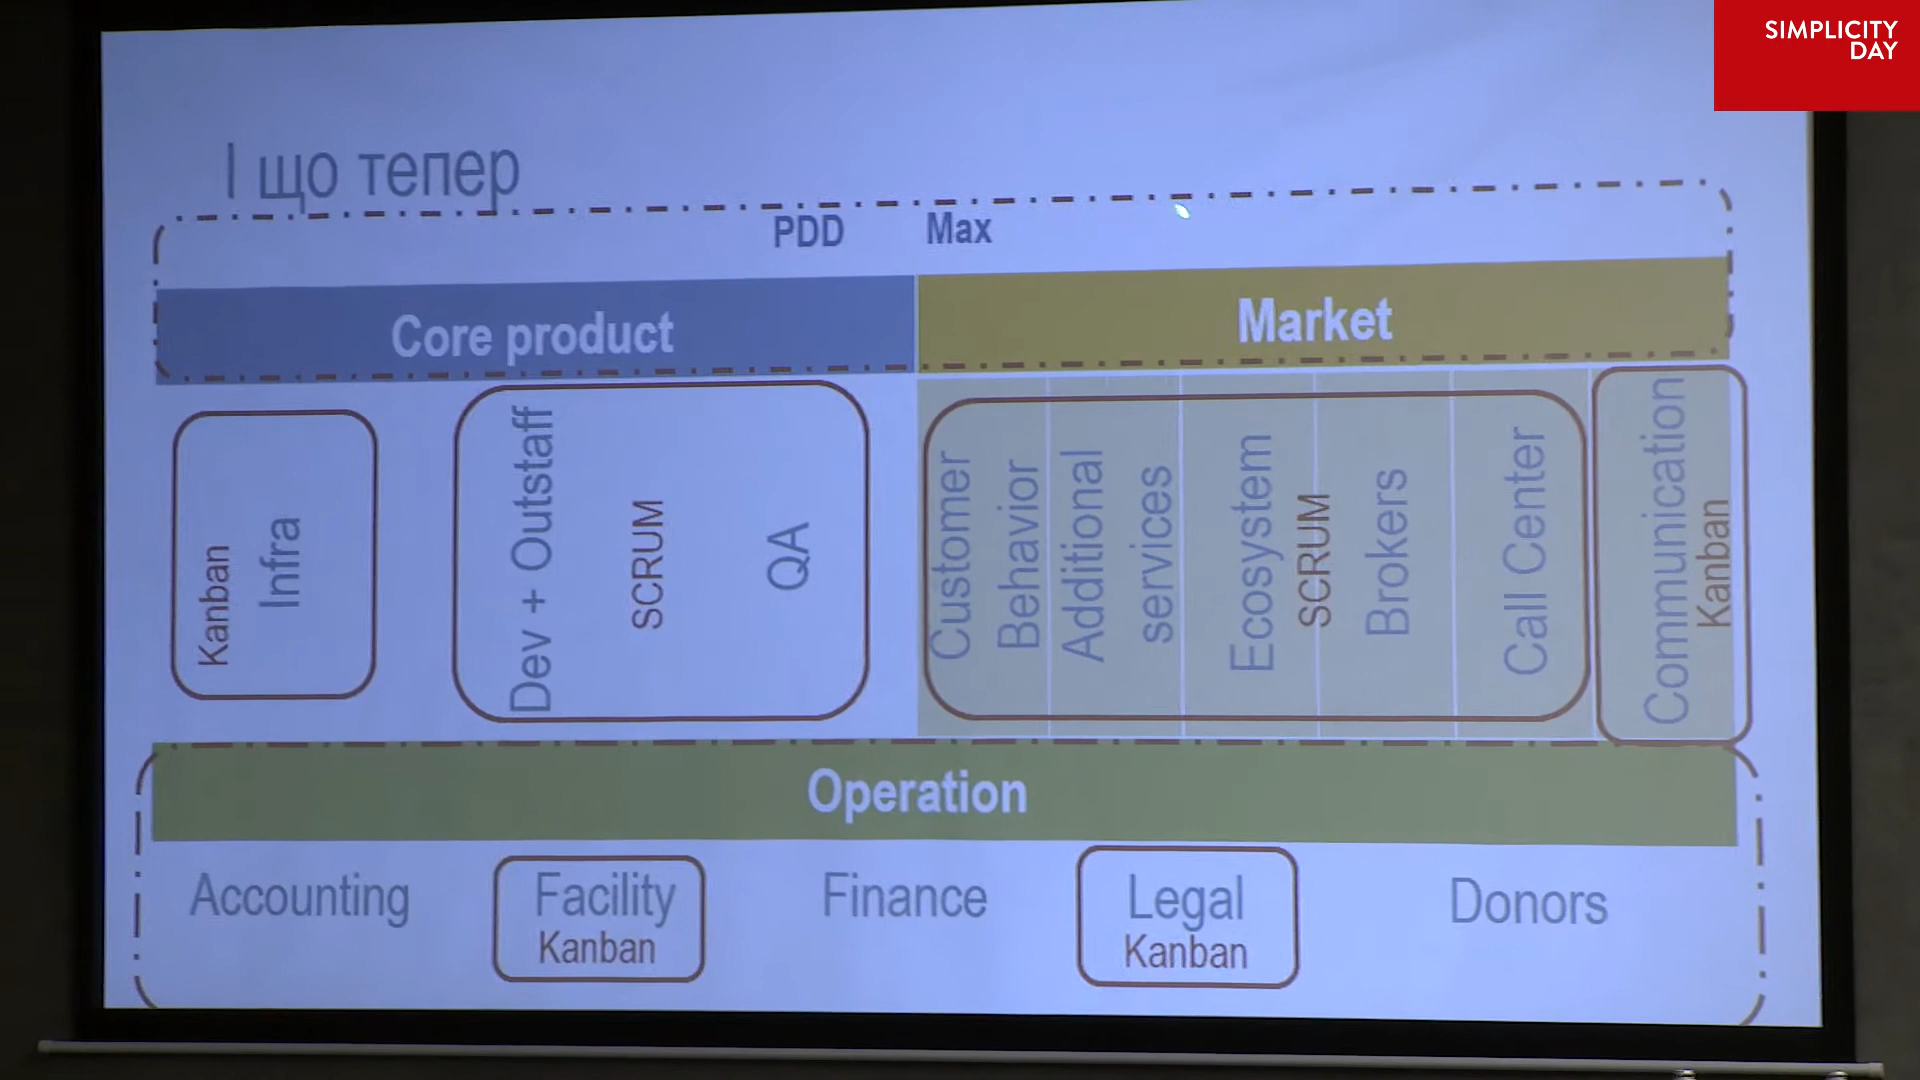 SIMPLICITY
DAY
І що тепер
PDD
Max
Core product
Market
Kanban
Infra
Dev + Outstaff
SCRUM
QA
Customer
Behavior
Additional
services
Ecosystem
SCRUM
Brokers
Call Center
Communication
Kanban
Operation
Accounting
Facility
Kanban
Finance
Legal
Kanban
Donors